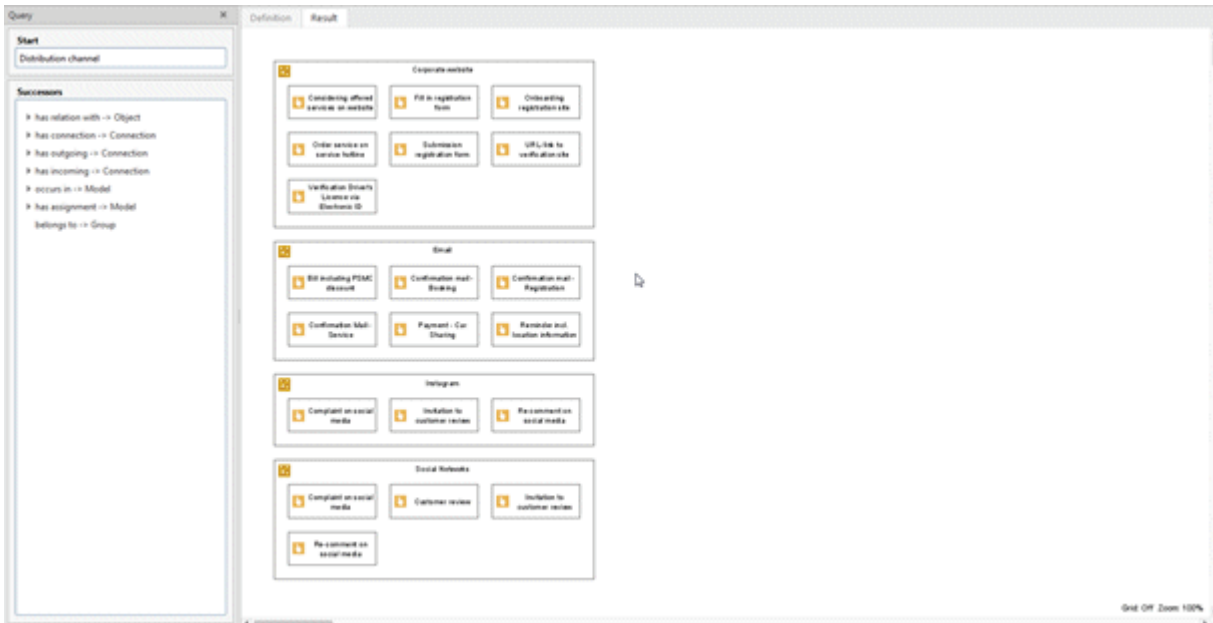 Query
Start
Distribution channel
Successors
has relation with -> Object
has connection -> Connection
has outgoing -> Connection
has incoming -> Connection
occurs in -> Model
has assignment -> Model
belongs to -> Group
Definition Result
Corporate website
Considering offered
services on website
Fill in registration
form
Onboarding
registration site
Order service on
service hotline
Submission
registration form
URL-link to
verification site
Verification Driver's
License via
Electronic ID
Email
Bill including PSMC
discount
Confirmation mail-
Booking
Confirmation mail-
Registration
Confirmation Mail-
Service
Payment - Car
Sharing
Reminder incl.
location information
Instagram
Complaint on social
media
Invitation to
customer review
Re-comment on
social media
Social Networks
Complaint on social
media
Customer review
Invitation to
customer review
Re-comment on
social media
Grid: Off Zoom: 100%